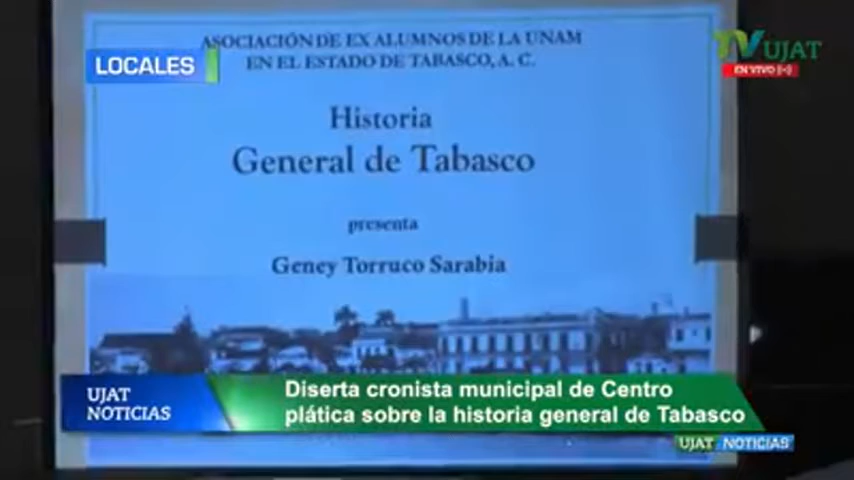 ASOCIACIÓN DE EX ALUMNOS DE LA UNAM
EN EL ESTADO DE TABASCO, A. C.
LOCALES
TV UJAT
EN VIVO (••)
Historia
General de Tabasco
presenta
Geney Torruco Sarabia
UJAT
NOTICIAS
Diserta cronista municipal de Centro
plática sobre la historia general de Tabasco
UJAT NOTICIAS